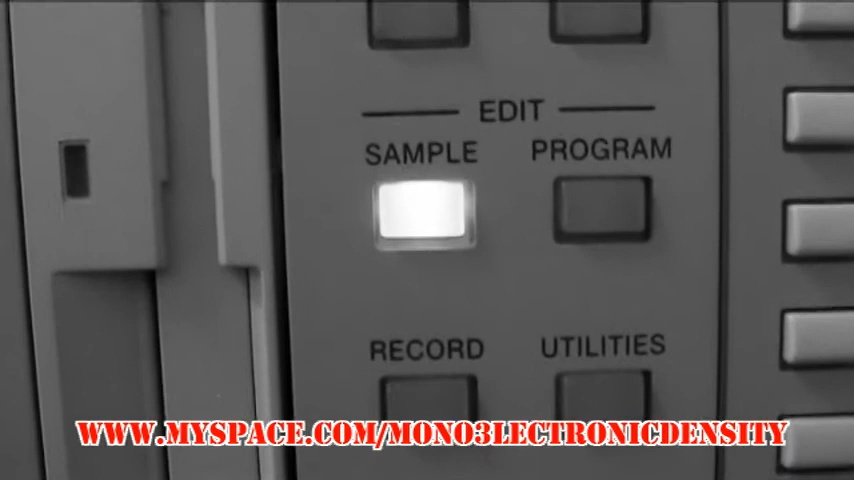 EDIT
SAMPLE PROGRAM
RECORD UTILITIES
WWW.MYSPACE.COM/MONO3LECTRONICDENSITY